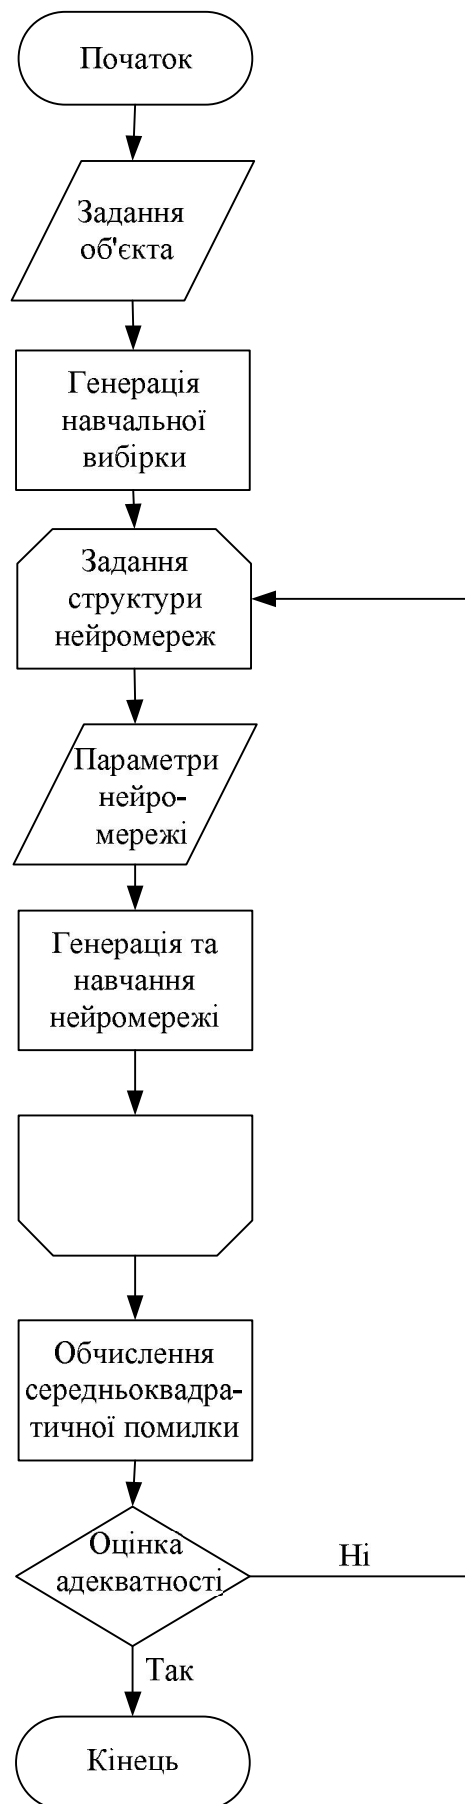 Початок
Задання
об'єкта
Генерація
навчальної
вибірки
Задання
структури
нейромереж
Параметри
нейро-
мережі
Генерація та
навчання
нейромережі
Обчислення
середньоквадра-
тичної помилки
Оцінка
адекватності
Ні
Так
Кінець